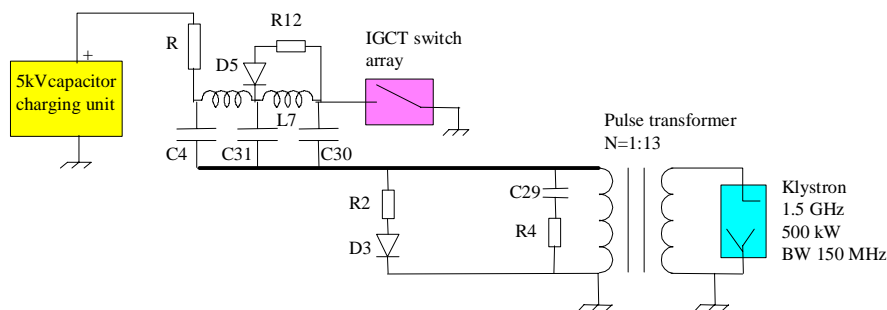 R12
R
IGCT switch
array
+
D5
5kVcapacitor
charging unit
L7
Pulse transformer
N=1:13
C4
C31
C30
R2
C29
Klystron
1.5 GHz
500 kW
BW 150 MHz
R4
D3